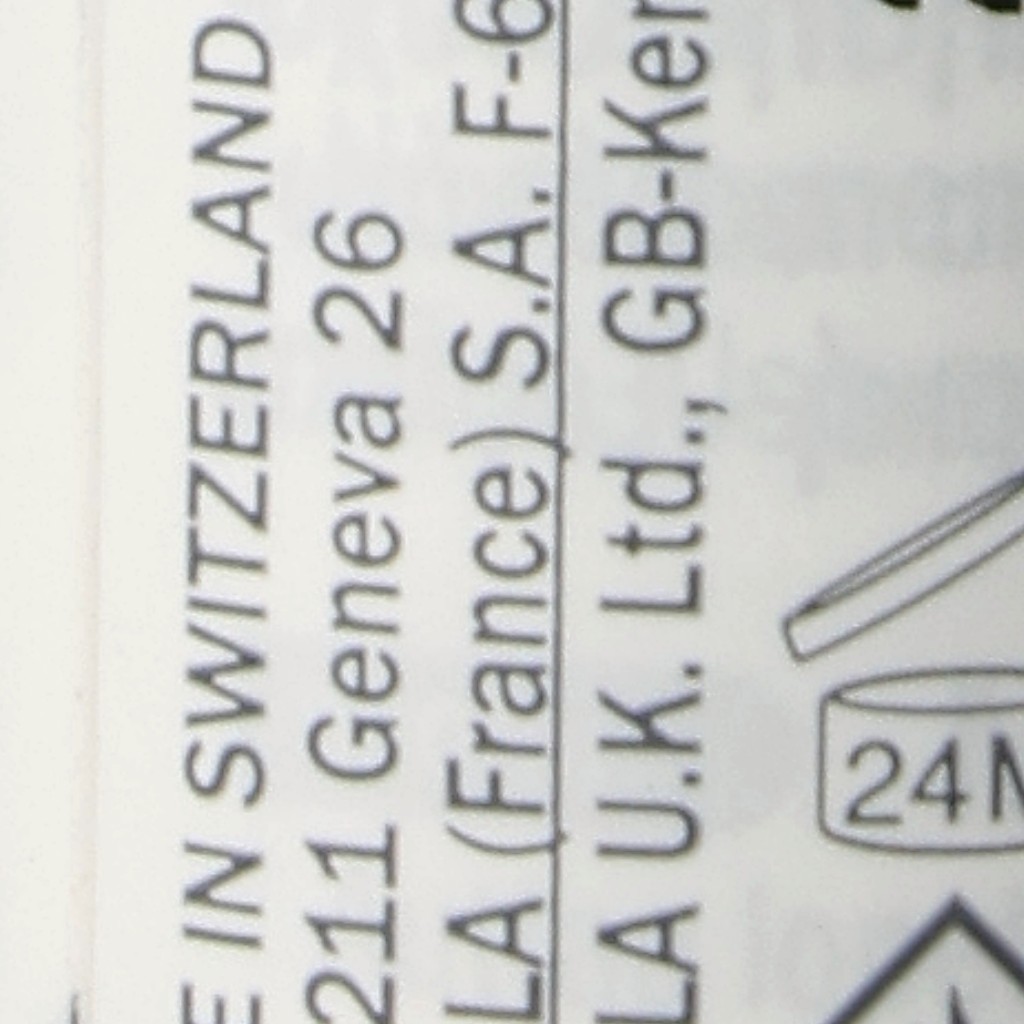 E IN SWITZERLAND
211 Geneva 26
LA (France) S.A. F-6
LA U.K. Ltd., GB-Ker
24M